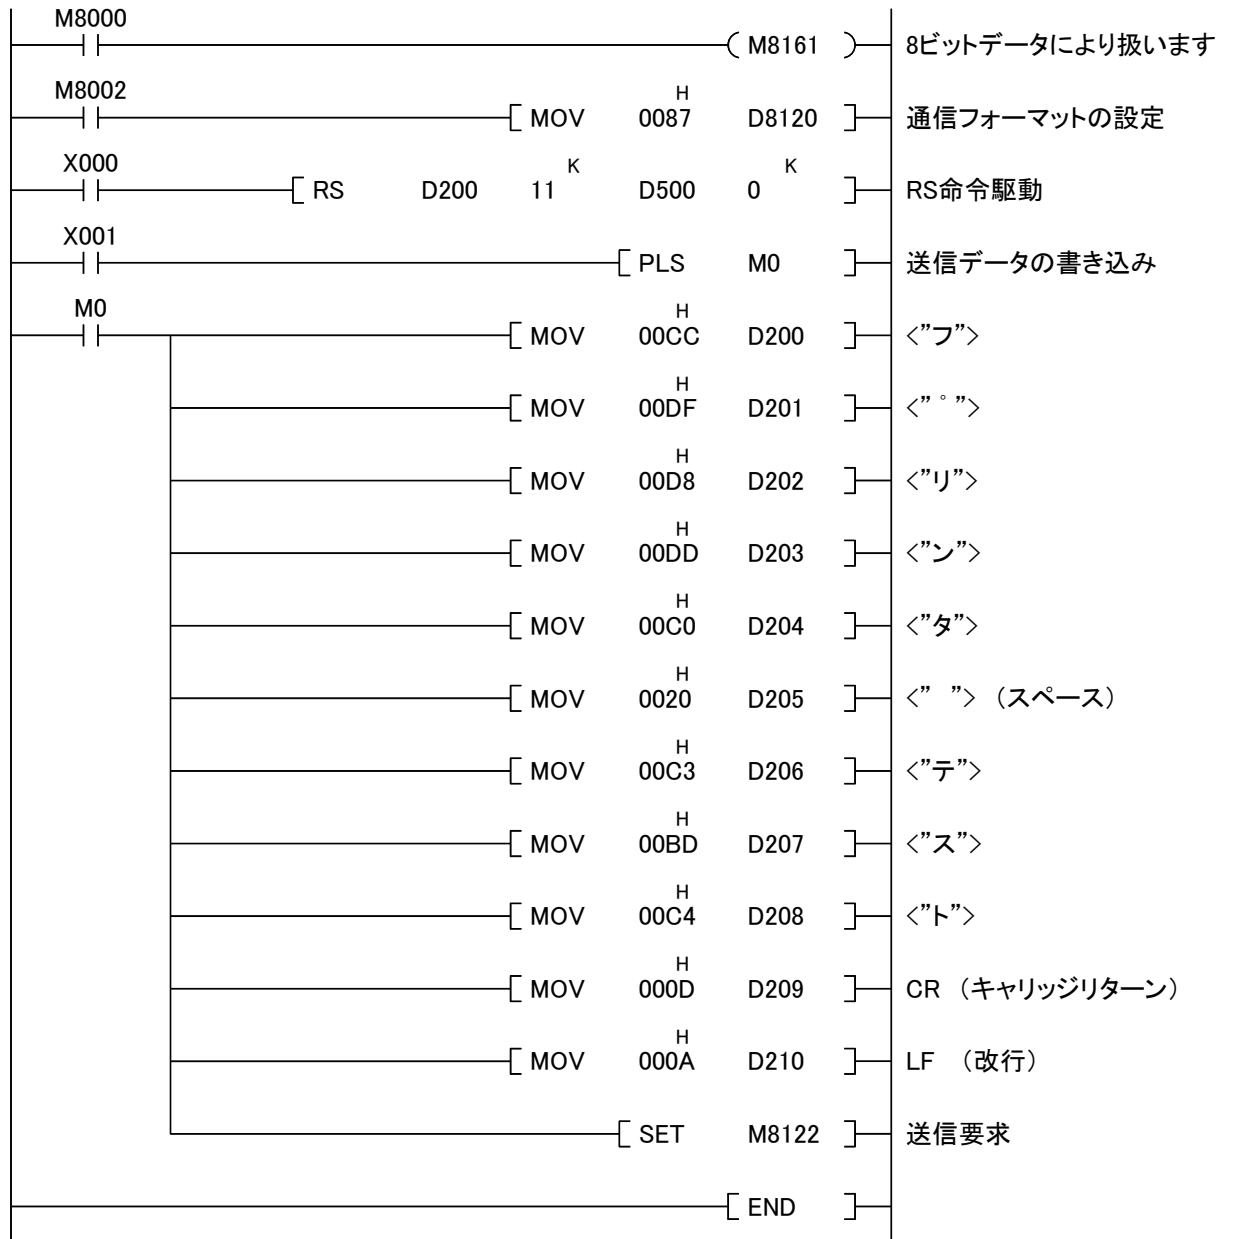 M8000
M8161 8ビットデータにより扱います
M8002
H
MOV 0087 D8120 通信フォーマットの設定
X000
K K
RS D200 11 D500 0 RS命令駆動
X001
PLS M0 送信データの書き込み
M0
H
MOV 00CC D200 <”フ”>
H
MOV 00DF D201 <”゜”>
H
MOV 00D8 D202 <”リ”>
H
MOV 00DD D203 <”ン”>
H
MOV 00C0 D204 <”タ”>
H
MOV 0020 D205 <” ”> （スペース）
H
MOV 00C3 D206 <”テ”>
H
MOV 00BD D207 <”ス”>
H
MOV 00C4 D208 <”ト”>
H
MOV 000D D209 CR （キャリッジリターン）
H
MOV 000A D210 LF （改行）
SET M8122 送信要求
END